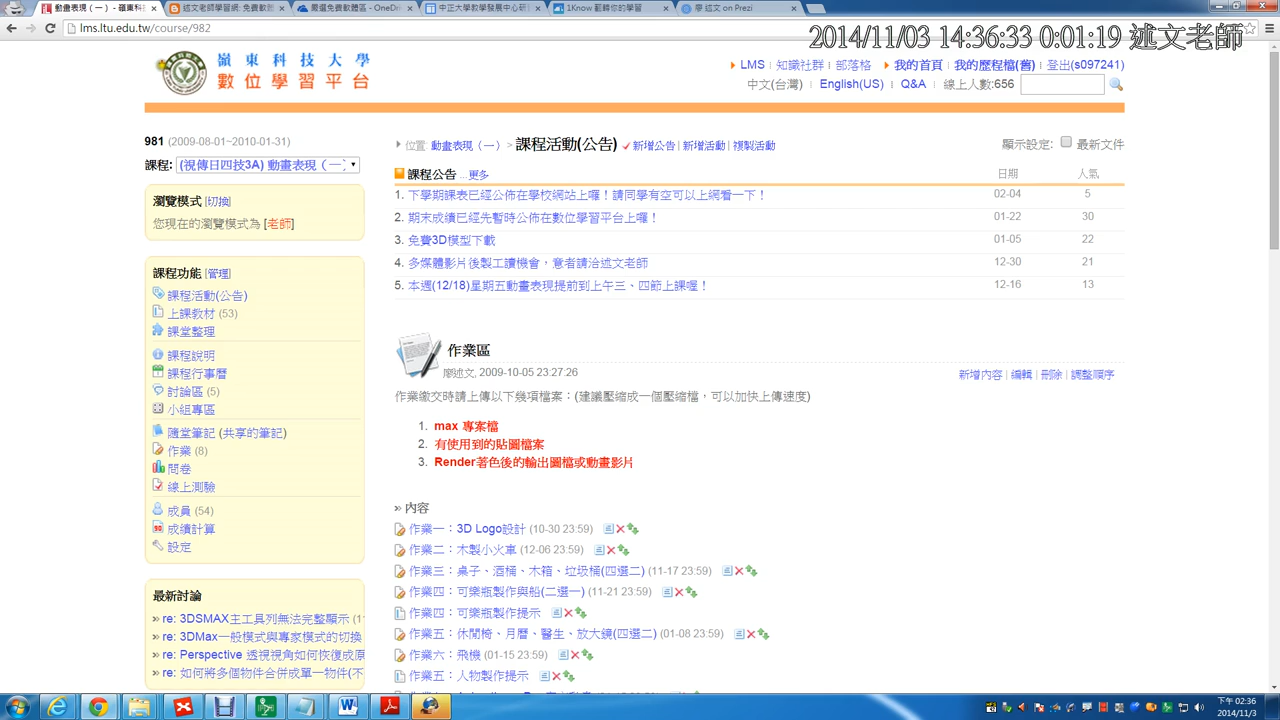 動畫表現（一）- 嶺東科技
述文老師學習網: 免費軟體
嚴選免費軟體區 - OneDri
中正大學教學發展中心研
1Know 翻轉你的學習
廖 述文 on Prezi
lms.ltu.edu.tw/course/982
2014/11/03 14:36:33 0:01:19 述文老師
嶺東科技大學
數位學習平台
LMS | 知識社群 | 部落格 我的首頁 | 我的歷程檔(舊) | 登出(s097241)
中文(台灣) | English(US) | Q&A | 線上人數:656
981 (2009-08-01~2010-01-31)
課程: (視傳日四技3A) 動畫表現（一）
瀏覽模式 [切換]
您現在的瀏覽模式為 [老師]
課程功能 [管理]
課程活動(公告)
上課教材 (53)
課堂整理
課程說明
課程行事曆
討論區 (5)
小組專區
隨堂筆記 (共享的筆記)
作業 (8)
問卷
線上測驗
成員 (54)
成績計算
設定
最新討論
re: 3DSMAX主工具列無法完整顯示 (1
re: 3DMax一般模式與專家模式的切換
re: Perspective 透視視角如何恢復成原
re: 如何將多個物件合併成單一物件(不
位置: 動畫表現（一） > 課程活動(公告) 新增公告 | 新增活動 | 複製活動
顯示設定: 最新文件
課程公告 ...更多 日期 人氣
1. 下學期課表已經公佈在學校網站上囉！請同學有空可以上網看一下！ 02-04 5
2. 期末成績已經先暫時公佈在數位學習平台上囉！ 01-22 30
3. 免費3D模型下載 01-05 22
4. 多媒體影片後製工讀機會，意者請洽述文老師 12-30 21
5. 本週(12/18)星期五動畫表現提前到上午三、四節上課喔！ 12-16 13
作業區
廖述文, 2009-10-05 23:27:26
新增內容 | 編輯 | 刪除 | 調整順序
作業繳交時請上傳以下幾項檔案：(建議壓縮成一個壓縮檔，可以加快上傳速度)
1. max 專案檔
2. 有使用到的貼圖檔案
3. Render著色後的輸出圖檔或動畫影片
» 內容
作業一：3D Logo設計 (10-30 23:59)
作業二：木製小火車 (12-06 23:59)
作業三：桌子、酒桶、木箱、垃圾桶(四選二) (11-17 23:59)
作業四：可樂瓶製作與船(二選一) (11-21 23:59)
作業四：可樂瓶製作提示
作業五：休閒椅、月曆、醫生、放大鏡(四選二) (01-08 23:59)
作業六：飛機 (01-15 23:59)
作業五：人物製作提示
下午 02:36
2014/11/3